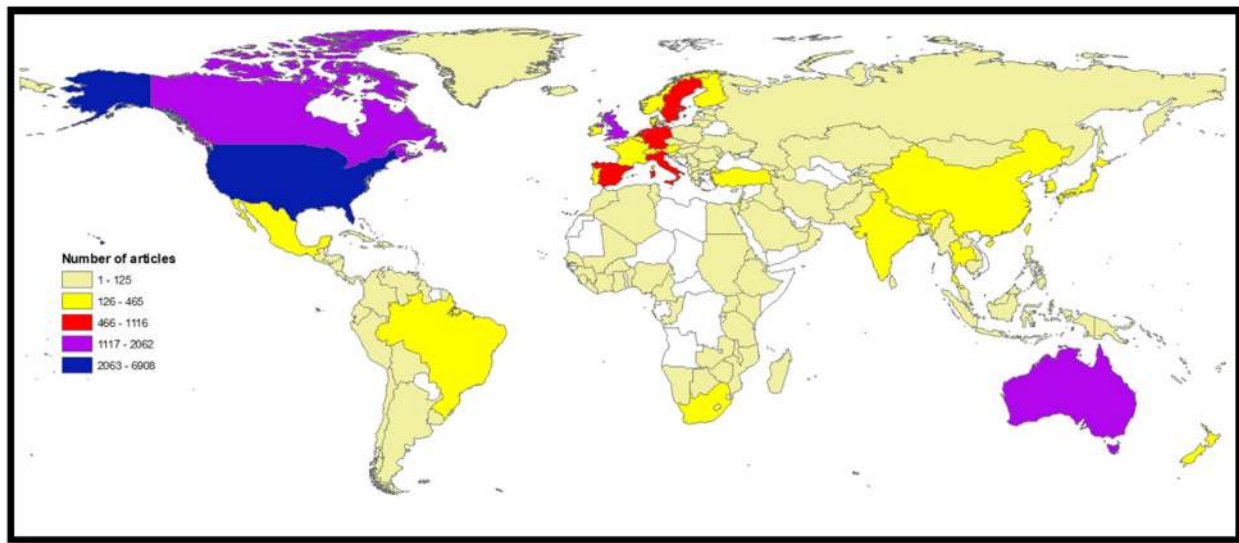 Number of articles
1 - 125
126 - 465
466 - 1116
1117 - 2062
2063 - 6908